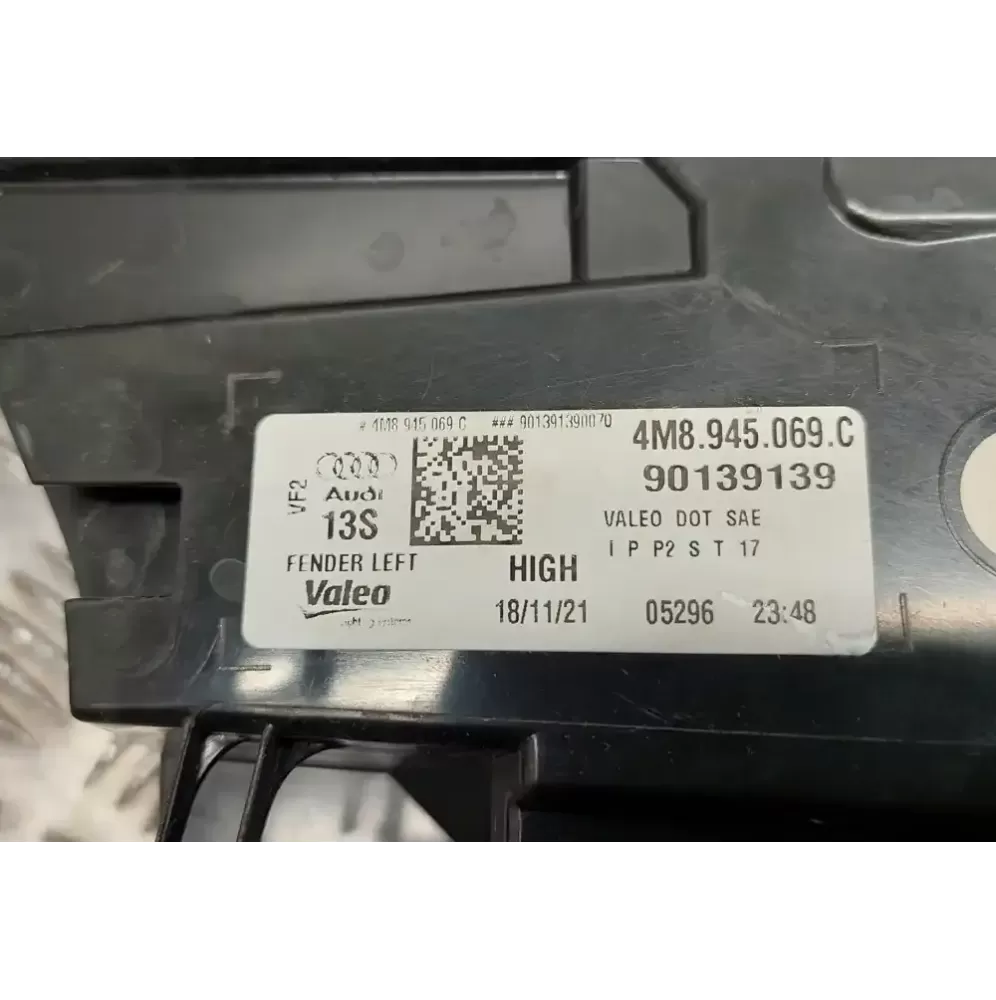 # 4M8 945 069 C ### 901391390070
4M8.945.069.C
90139139
VF2
Audi
13S
FENDER LEFT
Valeo
VALEO DOT SAE
I P P2 S T 17
HIGH
18/11/21 05296 23:48